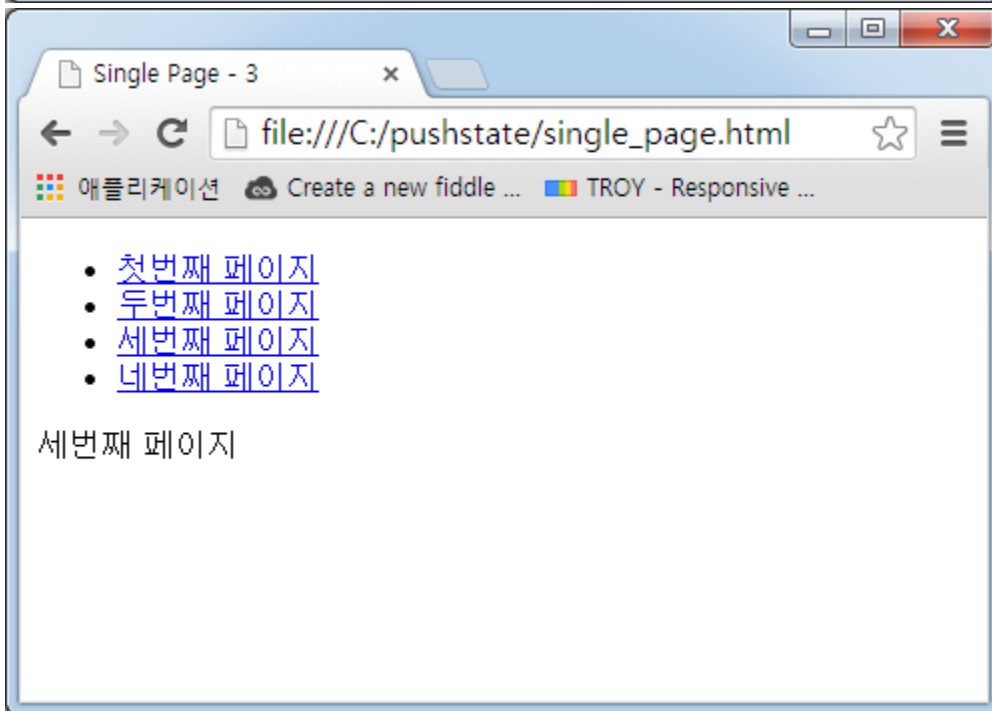 Single Page - 3
file:///C:/pushstate/single_page.html
애플리케이션 Create a new fiddle ... TROY - Responsive ...
첫번째 페이지
두번째 페이지
세번째 페이지
네번째 페이지
세번째 페이지